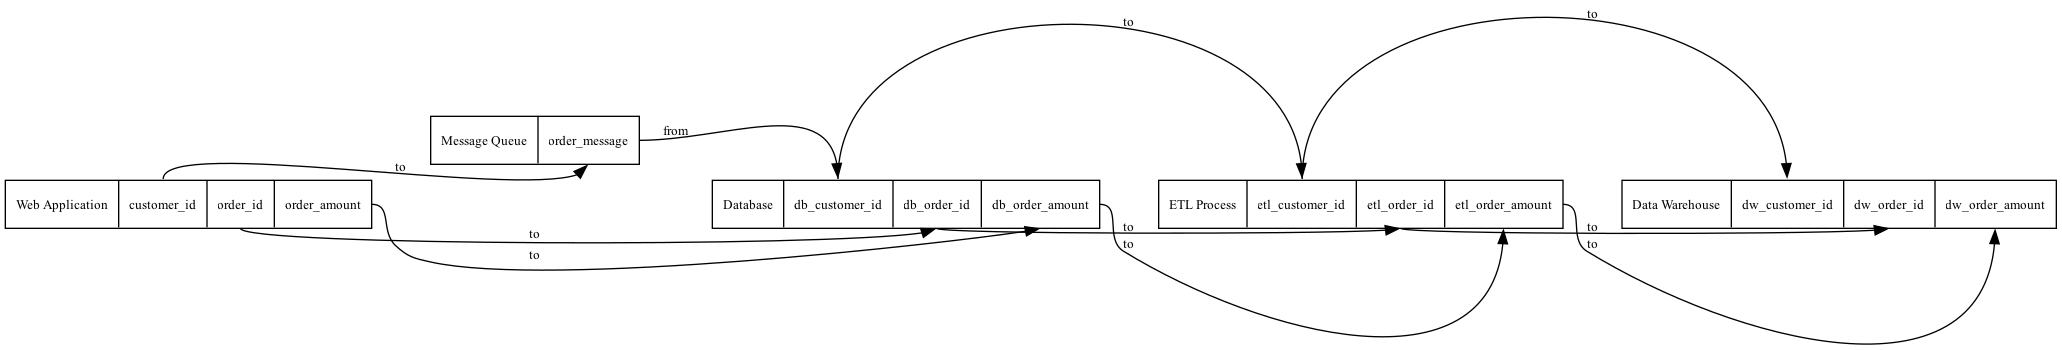 to
to
from
Message Queue
order_message
to
Web Application
customer_id
order_id
order_amount
Database
db_customer_id
db_order_id
db_order_amount
ETL Process
etl_customer_id
etl_order_id
etl_order_amount
Data Warehouse
dw_customer_id
dw_order_id
dw_order_amount
to
to
to
to
to
to